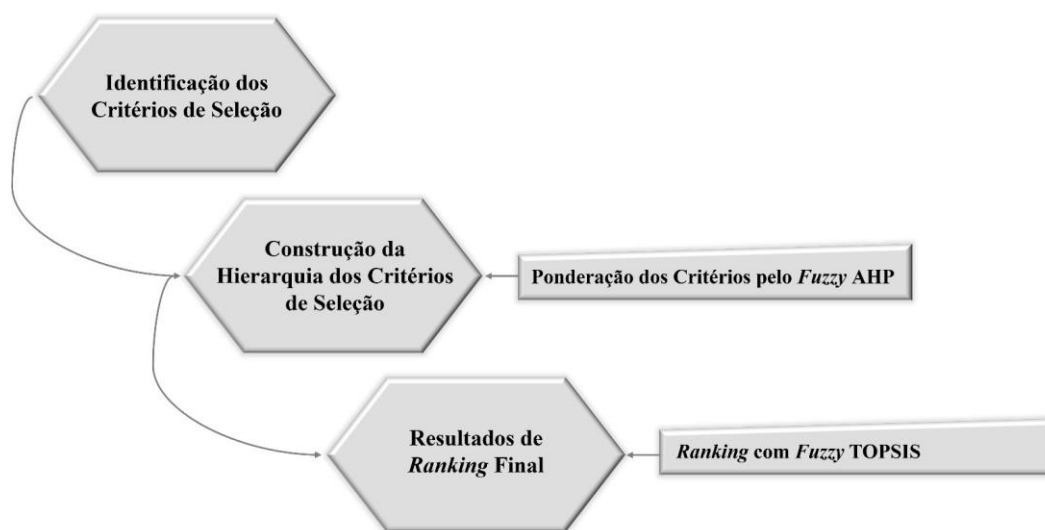 Identificação dos
Critérios de Seleção
Construção da
Hierarquia dos Critérios
de Seleção
Ponderação dos Critérios pelo Fuzzy AHP
Resultados de
Ranking Final
Ranking com Fuzzy TOPSIS